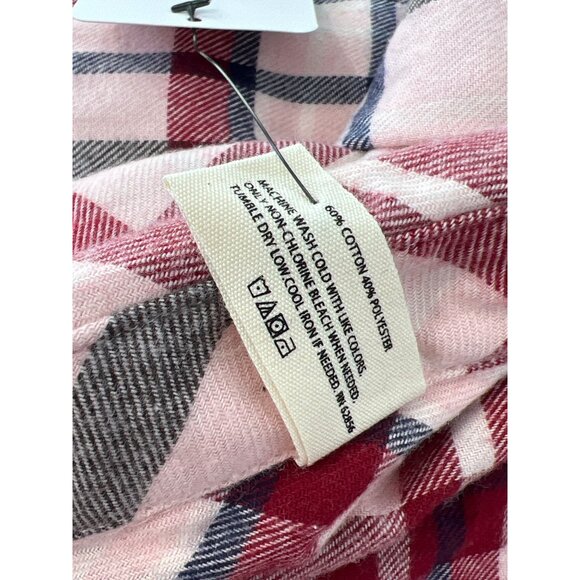 60% COTTON 40% POLYESTER
MACHINE WASH COLD WITH LIKE COLORS.
ONLY NON-CHLORINE BLEACH WHEN NEEDED.
TUMBLE DRY LOW. COOL IRON IF NEEDED. RN 62856